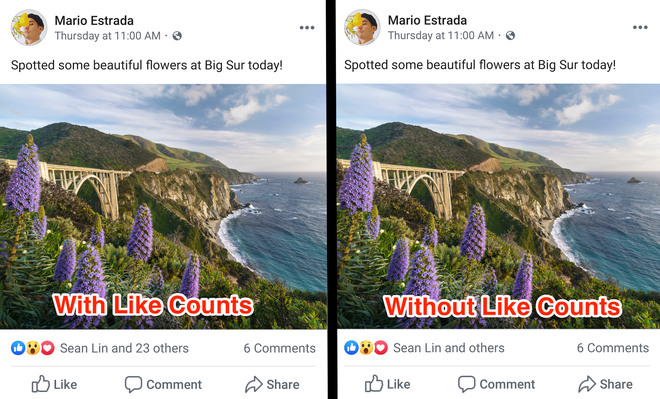 Mario Estrada
Thursday at 11:00 AM ·
Spotted some beautiful flowers at Big Sur today!
With Like Counts
Sean Lin and 23 others
6 Comments
Like
Comment
Share
Mario Estrada
Thursday at 11:00 AM ·
Spotted some beautiful flowers at Big Sur today!
Without Like Counts
Sean Lin and others
6 Comments
Like
Comment
Share